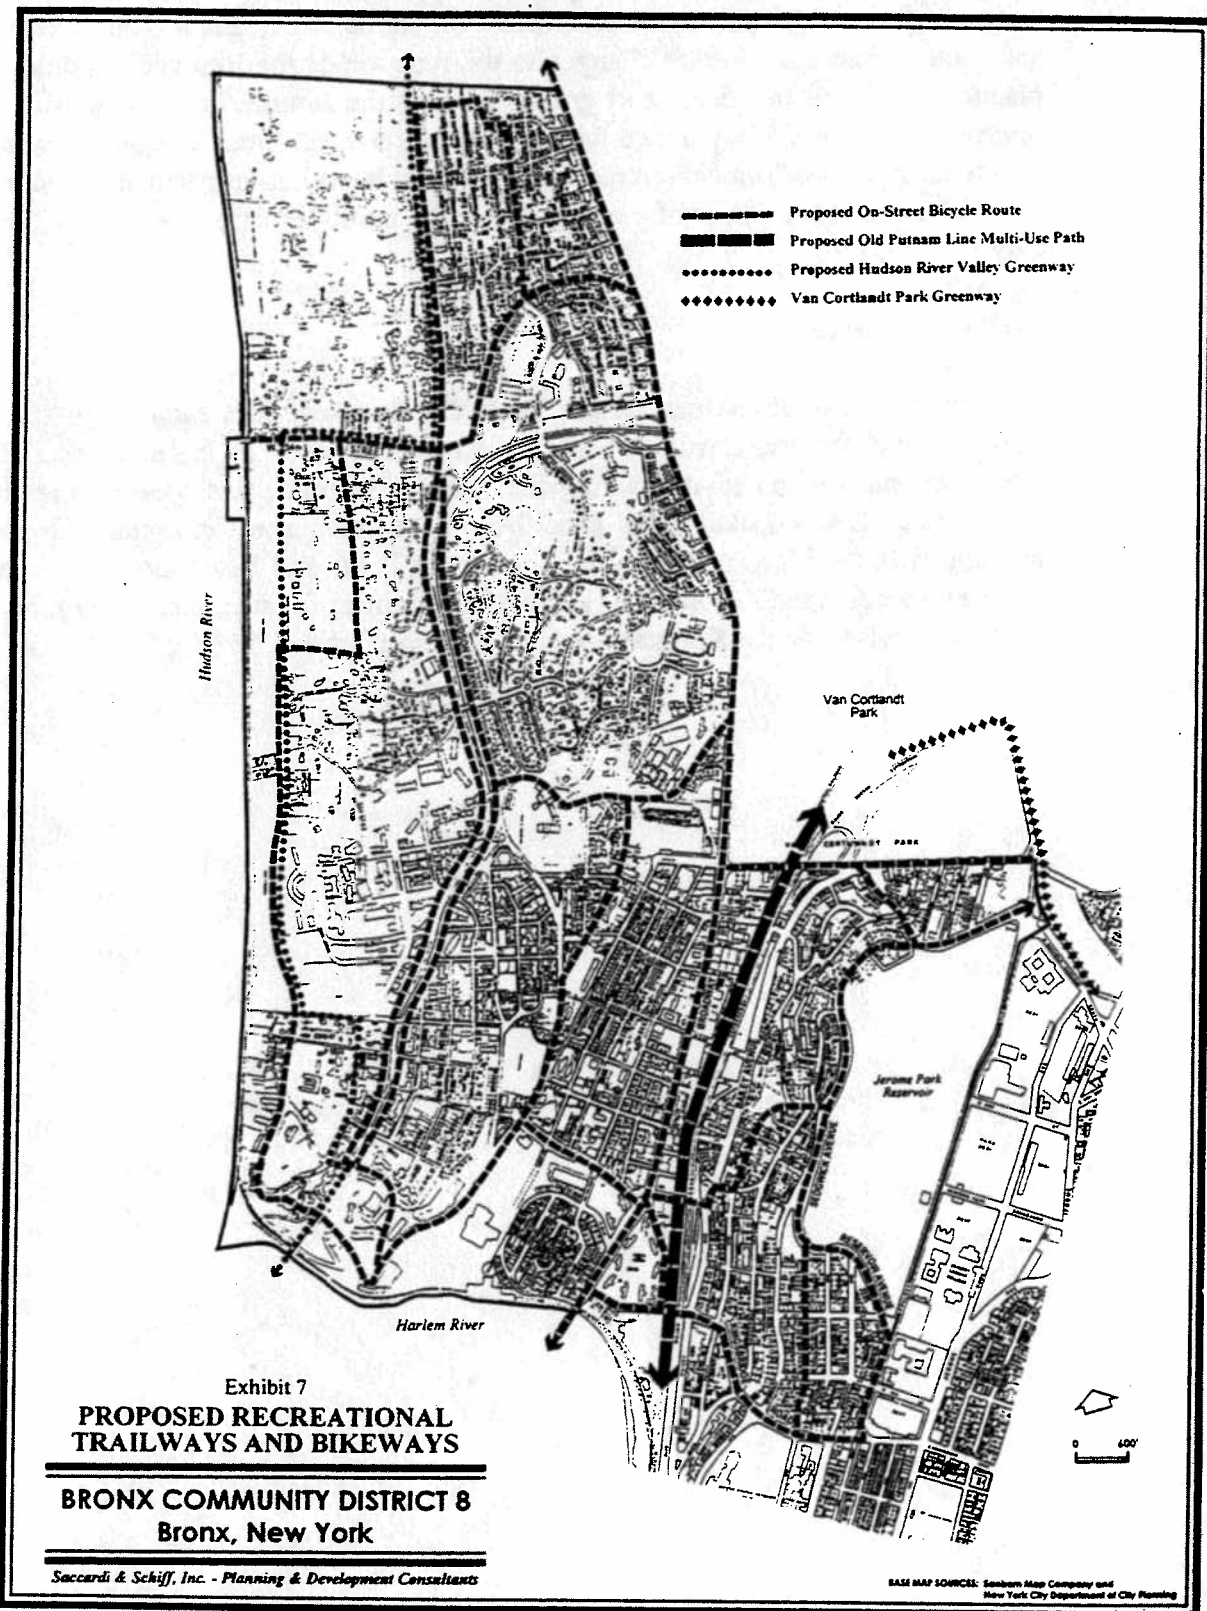 Proposed On-Street Bicycle Route
Proposed Old Putnam Line Multi-Use Path
Proposed Hudson River Valley Greenway
Van Cortlandt Park Greenway
Hudson River
Van Cortlandt
Park
PARK
Jerome Park
Reservoir
RESERVOIR AVE
Harlem River
Exhibit 7
PROPOSED RECREATIONAL
TRAILWAYS AND BIKEWAYS
BRONX COMMUNITY DISTRICT 8
Bronx, New York
Saccardi & Schiff, Inc. - Planning & Development Consultants
0 600'
BASE MAP SOURCES: Sanborn Map Company and
New York City Department of City Planning